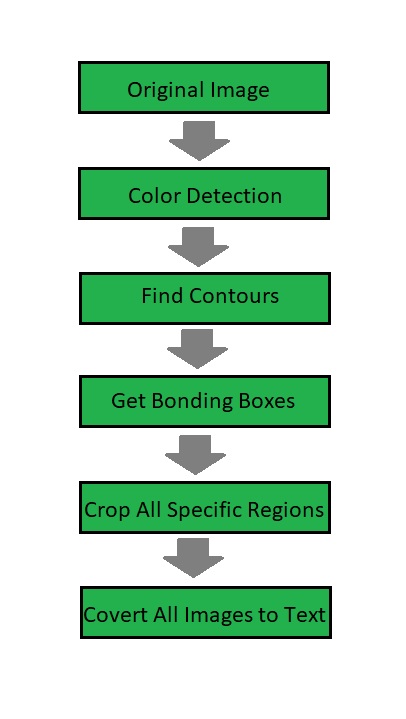 Original Image
Color Detection
Find Contours
Get Bonding Boxes
Crop All Specific Regions
Covert All Images to Text